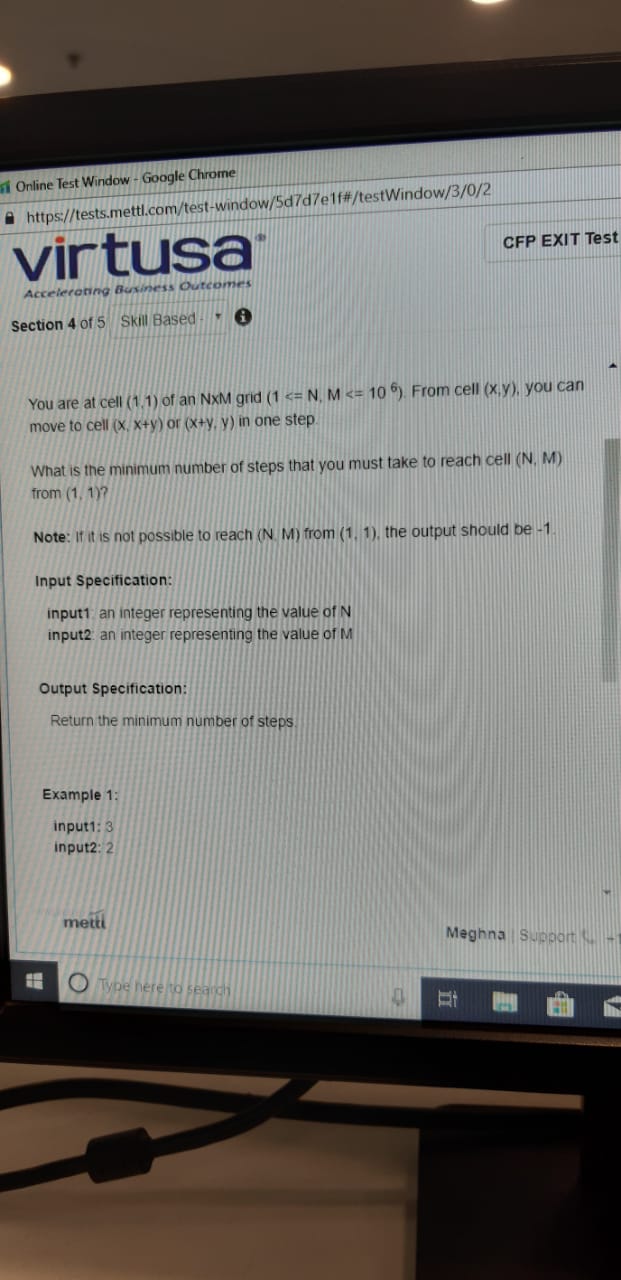 Online Test Window - Google Chrome
https://tests.mettl.com/test-window/5d7d7e1f#/testWindow/3/0/2
virtusa®
Accelerating Business Outcomes
CFP EXIT Test
Section 4 of 5 Skill Based -
You are at cell (1,1) of an NxM grid (1 <= N, M <= 10 6). From cell (x,y), you can
move to cell (x, x+y) or (x+y, y) in one step.
What is the minimum number of steps that you must take to reach cell (N, M)
from (1, 1)?
Note: If it is not possible to reach (N, M) from (1, 1), the output should be -1.
Input Specification:
input1: an integer representing the value of N
input2: an integer representing the value of M
Output Specification:
Return the minimum number of steps.
Example 1:
input1: 3
input2: 2
mettl
Meghna | Support
Type here to search